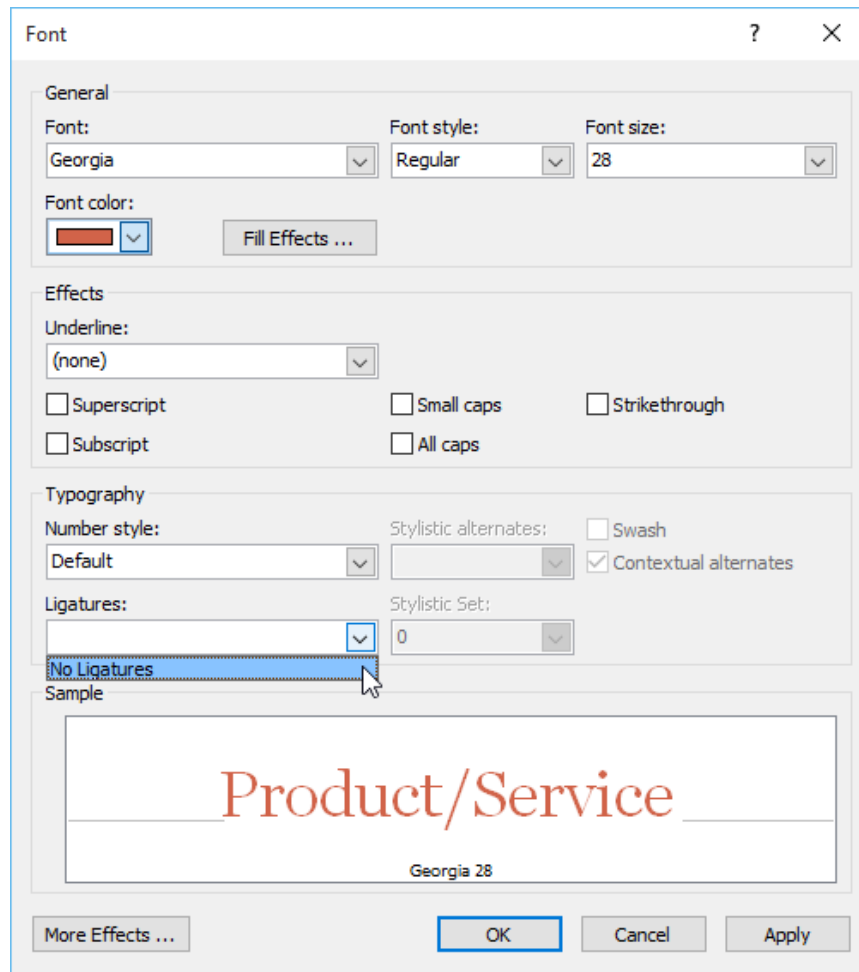 Font ?
General
Font: Font style: Font size:
Georgia Regular 28
Font color:
Fill Effects ...
Effects
Underline:
(none)
Superscript Small caps Strikethrough
Subscript All caps
Typography
Number style: Stylistic alternates: Swash
Default Contextual alternates
Ligatures: Stylistic Set:
0
No Ligatures
Sample
Product/Service
Georgia 28
More Effects ... OK Cancel Apply